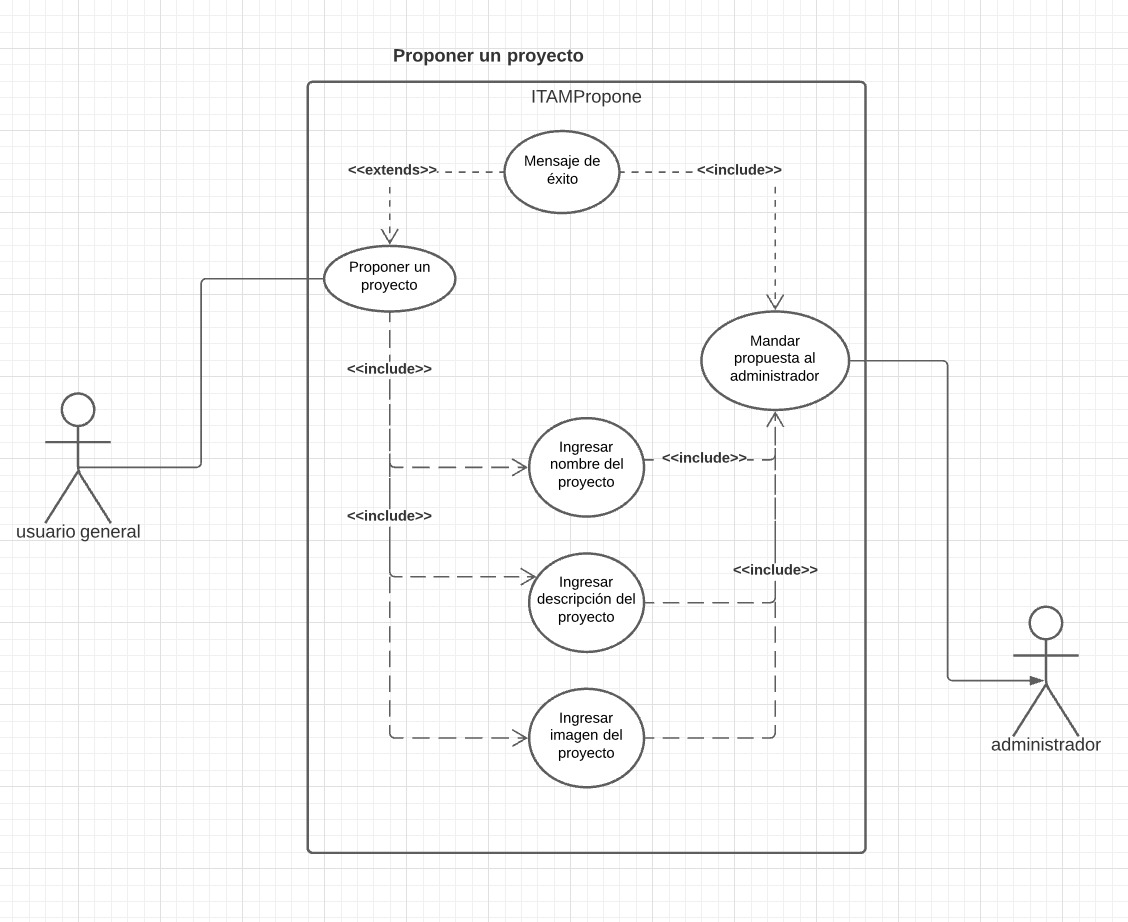 Proponer un proyecto
ITAMPropone
Mensaje de
éxito
<<extends>>
<<include>>
Proponer un
proyecto
Mandar
propuesta al
administrador
<<include>>
Ingresar
nombre del
proyecto
<<include>>
<<include>>
usuario general
Ingresar
descripción del
proyecto
<<include>>
Ingresar
imagen del
proyecto
administrador